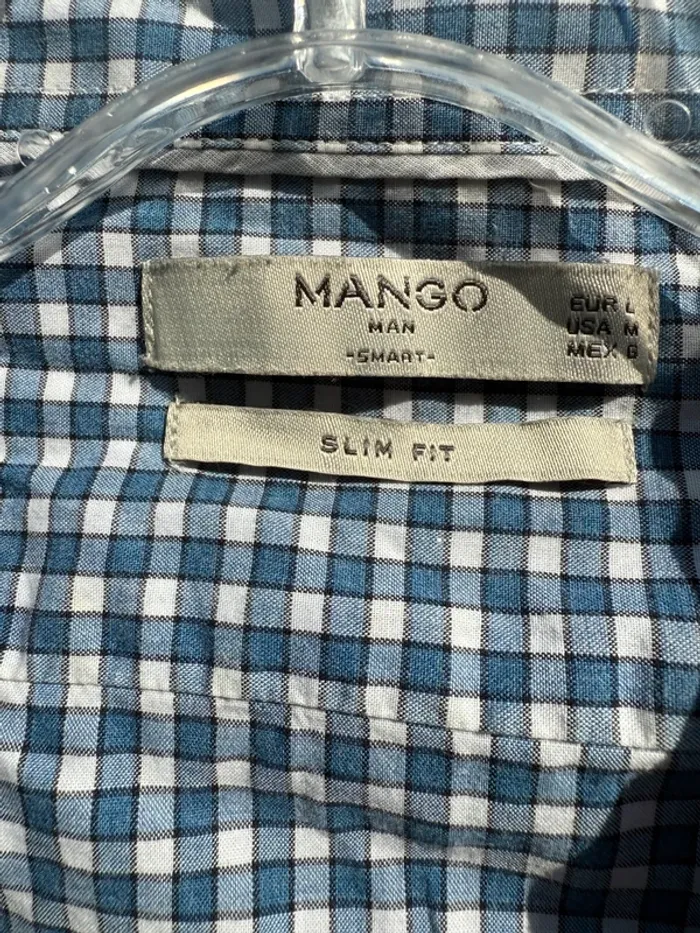 MANGO
MAN
-SMART-
EUR L
USA M
MEX G
SLIM FIT